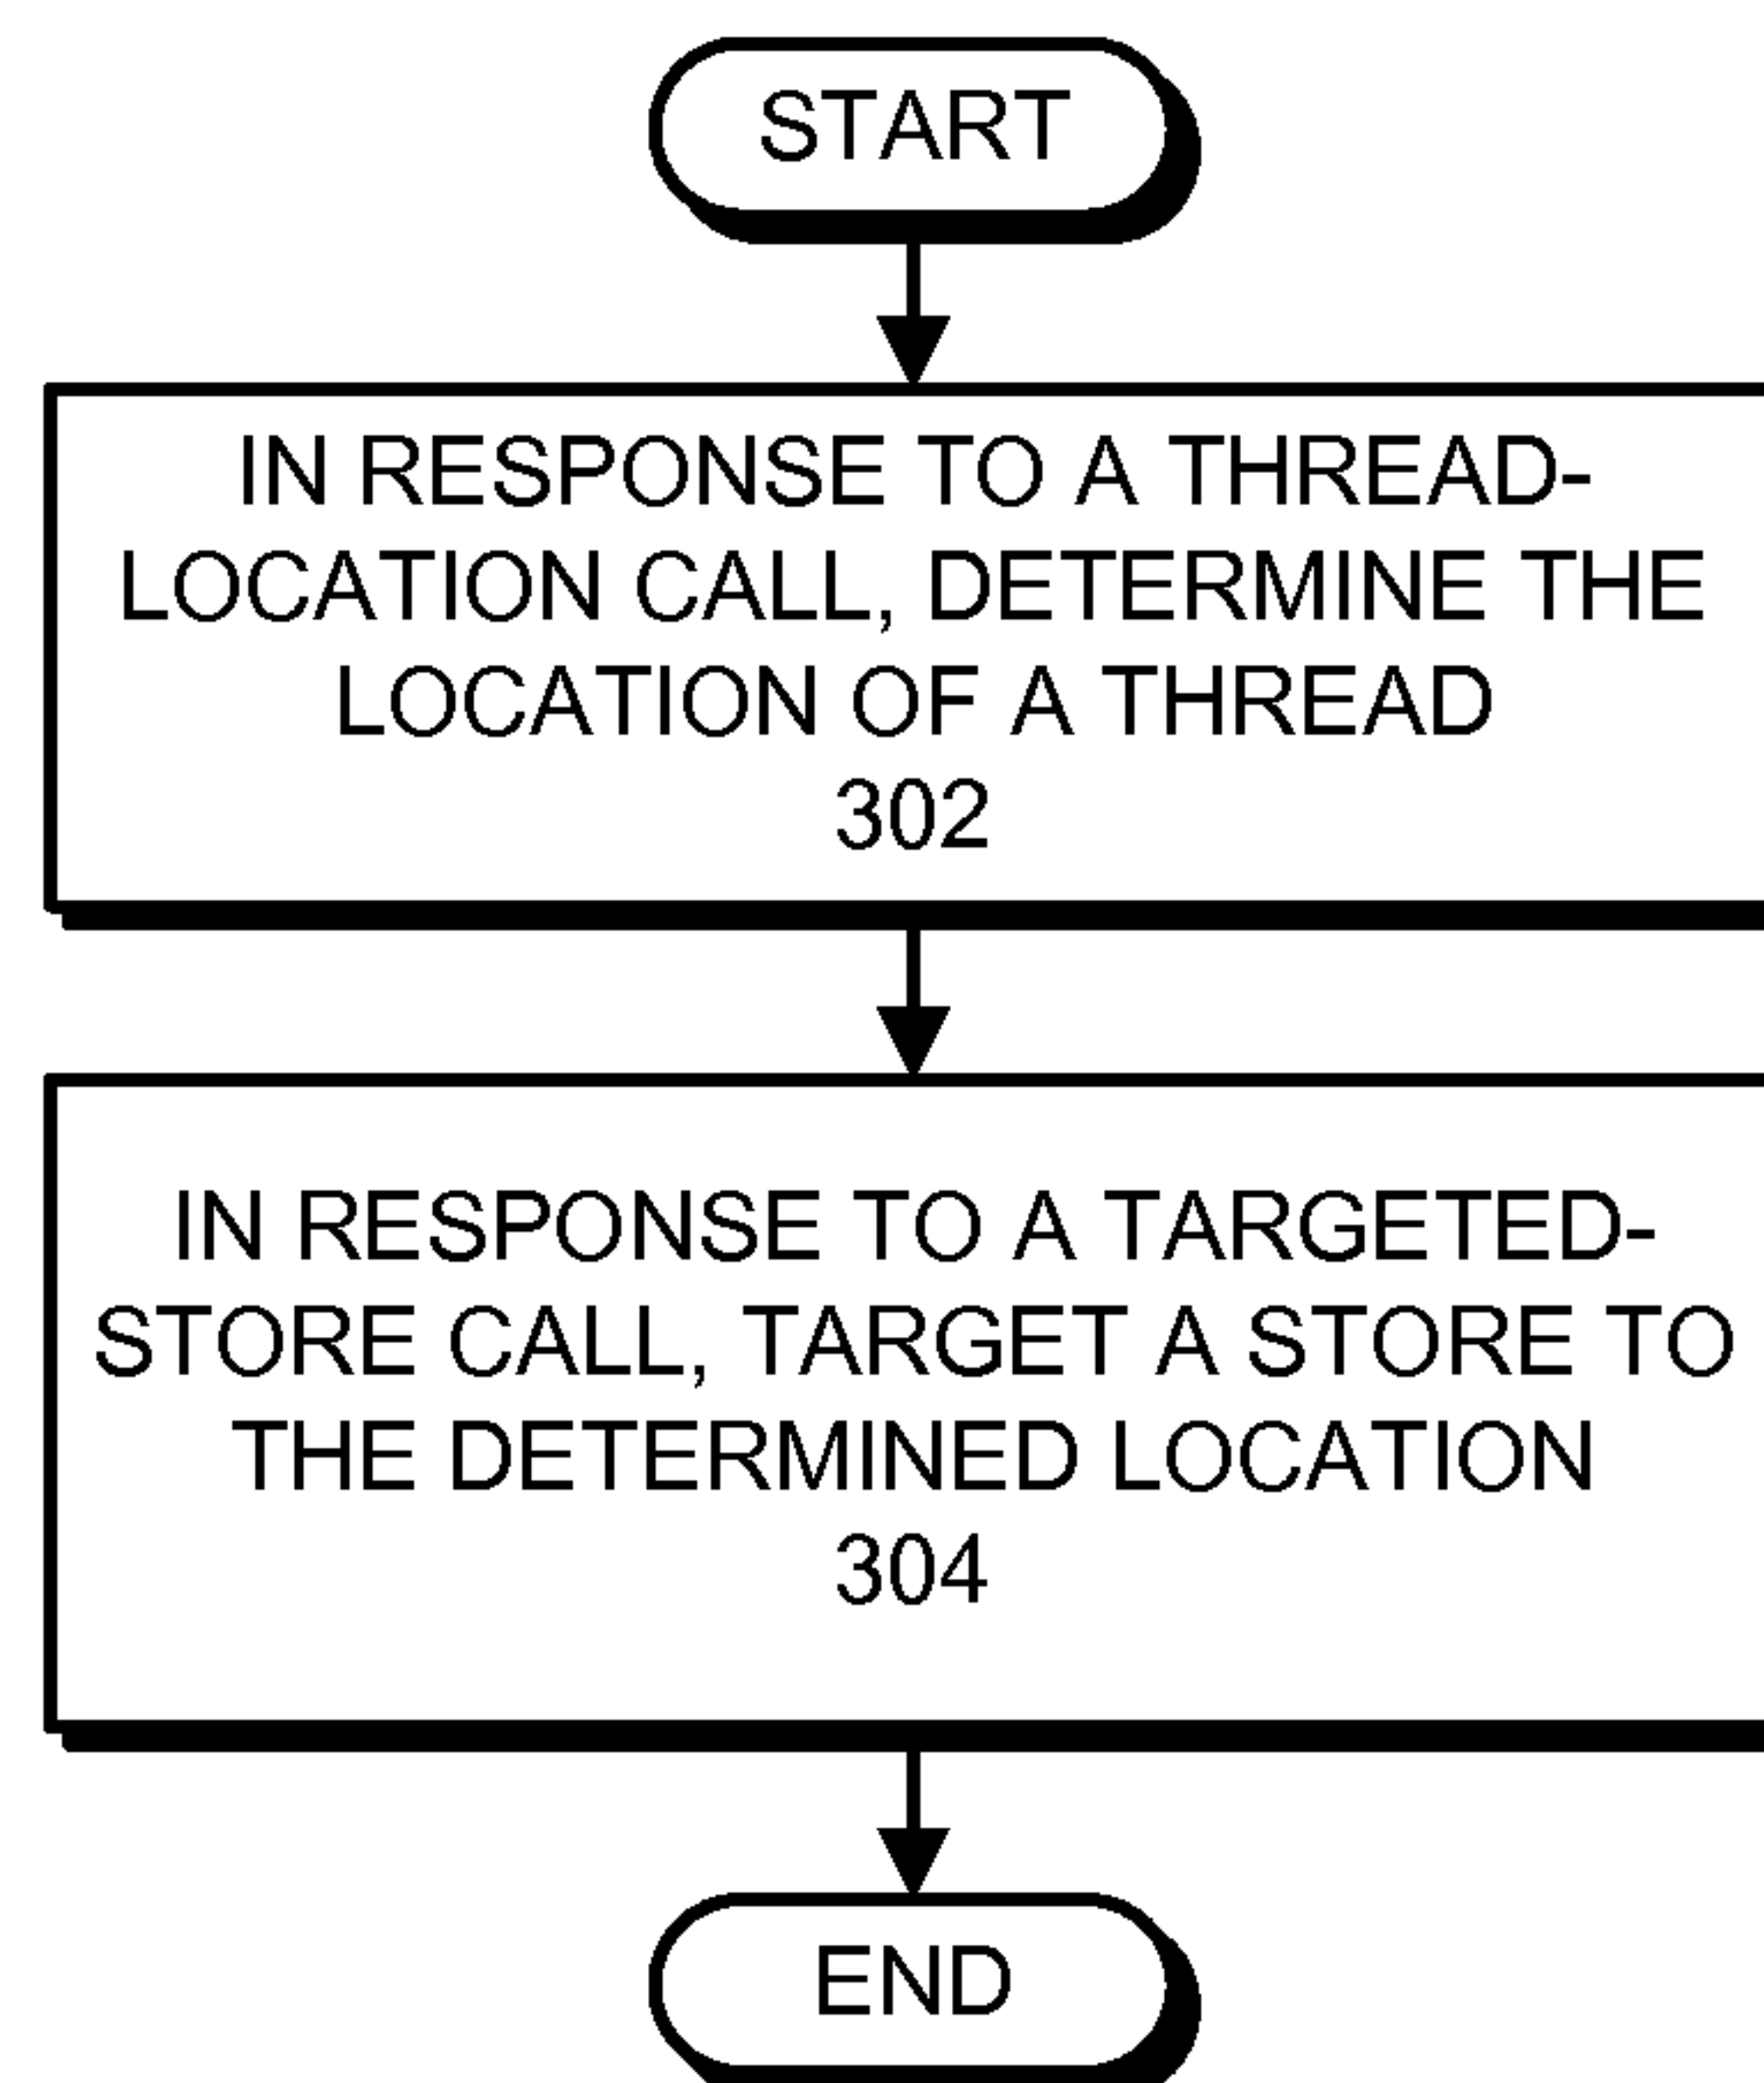 START
IN RESPONSE TO A THREAD-
LOCATION CALL, DETERMINE THE
LOCATION OF A THREAD
302
IN RESPONSE TO A TARGETED-
STORE CALL, TARGET A STORE TO
THE DETERMINED LOCATION
304
END